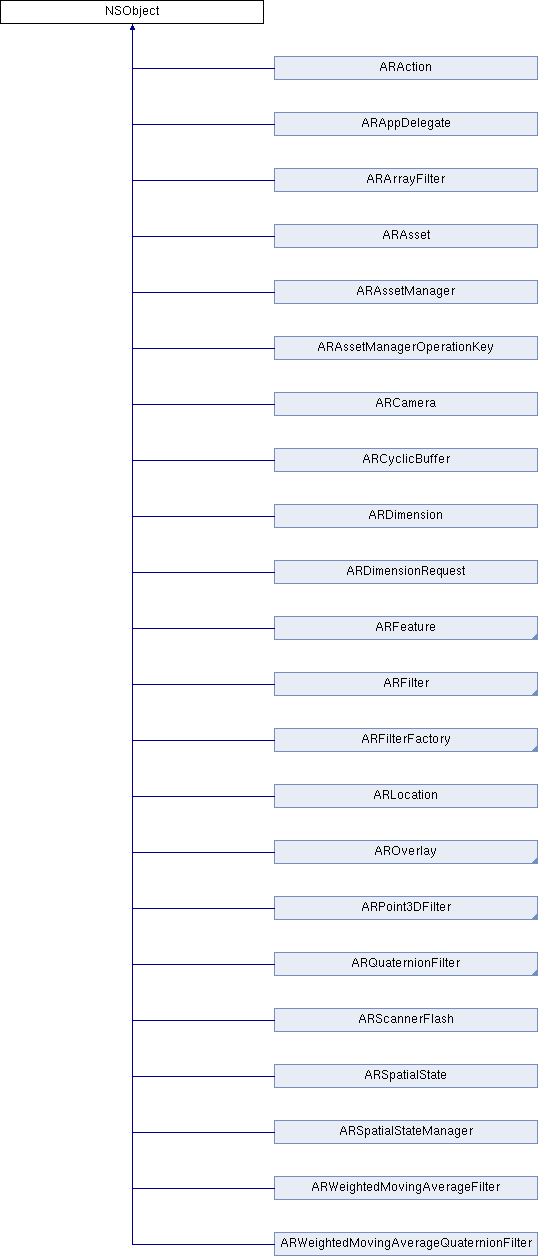 NSObject
ARAction
ARAppDelegate
ARArrayFilter
ARAsset
ARAssetManager
ARAssetManagerOperationKey
ARCamera
ARCyclicBuffer
ARDimension
ARDimensionRequest
ARFeature
ARFilter
ARFilterFactory
ARLocation
AROverlay
ARPoint3DFilter
ARQuaternionFilter
ARScannerFlash
ARSpatialState
ARSpatialStateManager
ARWeightedMovingAverageFilter
ARWeightedMovingAverageQuaternionFilter